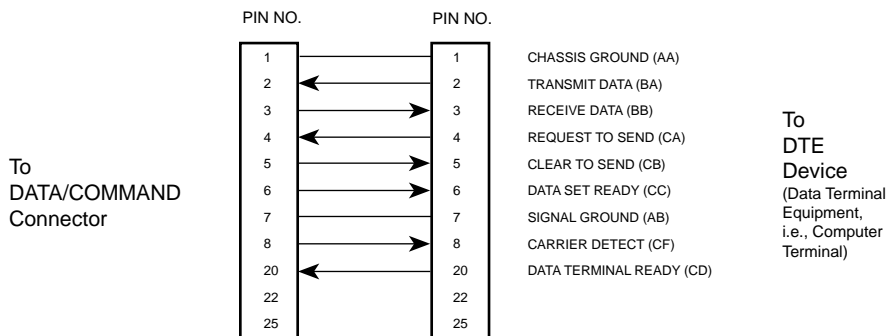 PIN NO. PIN NO.
1 1 CHASSIS GROUND (AA)
2 2 TRANSMIT DATA (BA)
3 3 RECEIVE DATA (BB)
4 4 REQUEST TO SEND (CA)
5 5 CLEAR TO SEND (CB)
6 6 DATA SET READY (CC)
7 7 SIGNAL GROUND (AB)
8 8 CARRIER DETECT (CF)
20 20 DATA TERMINAL READY (CD)
22 22
25 25
To
DATA/COMMAND
Connector
To
DTE
Device
(Data Terminal
Equipment,
i.e., Computer
Terminal)